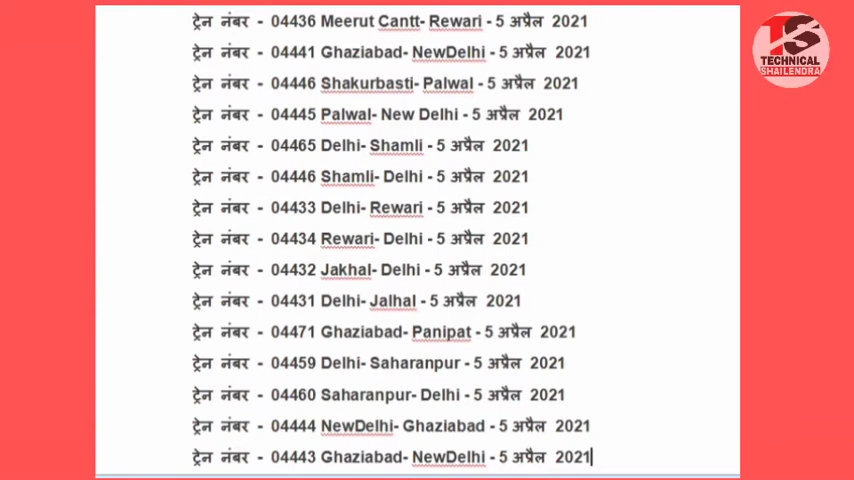 ट्रेन नंबर - 04436 Meerut Cantt- Rewari - 5 अप्रैल 2021
ट्रेन नंबर - 04441 Ghaziabad- NewDelhi - 5 अप्रैल 2021
ट्रेन नंबर - 04446 Shakurbasti- Palwal - 5 अप्रैल 2021
ट्रेन नंबर - 04445 Palwal- New Delhi - 5 अप्रैल 2021
ट्रेन नंबर - 04465 Delhi- Shamli - 5 अप्रैल 2021
ट्रेन नंबर - 04446 Shamli- Delhi - 5 अप्रैल 2021
ट्रेन नंबर - 04433 Delhi- Rewari - 5 अप्रैल 2021
ट्रेन नंबर - 04434 Rewari- Delhi - 5 अप्रैल 2021
ट्रेन नंबर - 04432 Jakhal- Delhi - 5 अप्रैल 2021
ट्रेन नंबर - 04431 Delhi- Jalhal - 5 अप्रैल 2021
ट्रेन नंबर - 04471 Ghaziabad- Panipat - 5 अप्रैल 2021
ट्रेन नंबर - 04459 Delhi- Saharanpur - 5 अप्रैल 2021
ट्रेन नंबर - 04460 Saharanpur- Delhi - 5 अप्रैल 2021
ट्रेन नंबर - 04444 NewDelhi- Ghaziabad - 5 अप्रैल 2021
ट्रेन नंबर - 04443 Ghaziabad- NewDelhi - 5 अप्रैल 2021
TS
TECHNICAL
SHAILENDRA